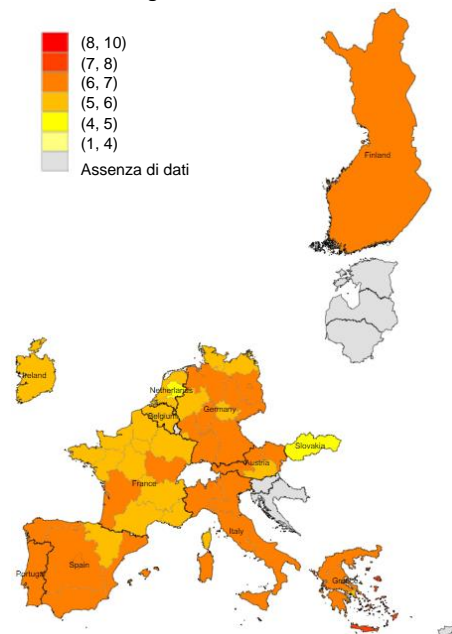 (8, 10)
(7, 8)
(6, 7)
(5, 6)
(4, 5)
(1, 4)
Assenza di dati
Finland
Ireland
Netherlands
Belgium
Germany
Slovakia
Austria
France
Italy
Spain
Portugal